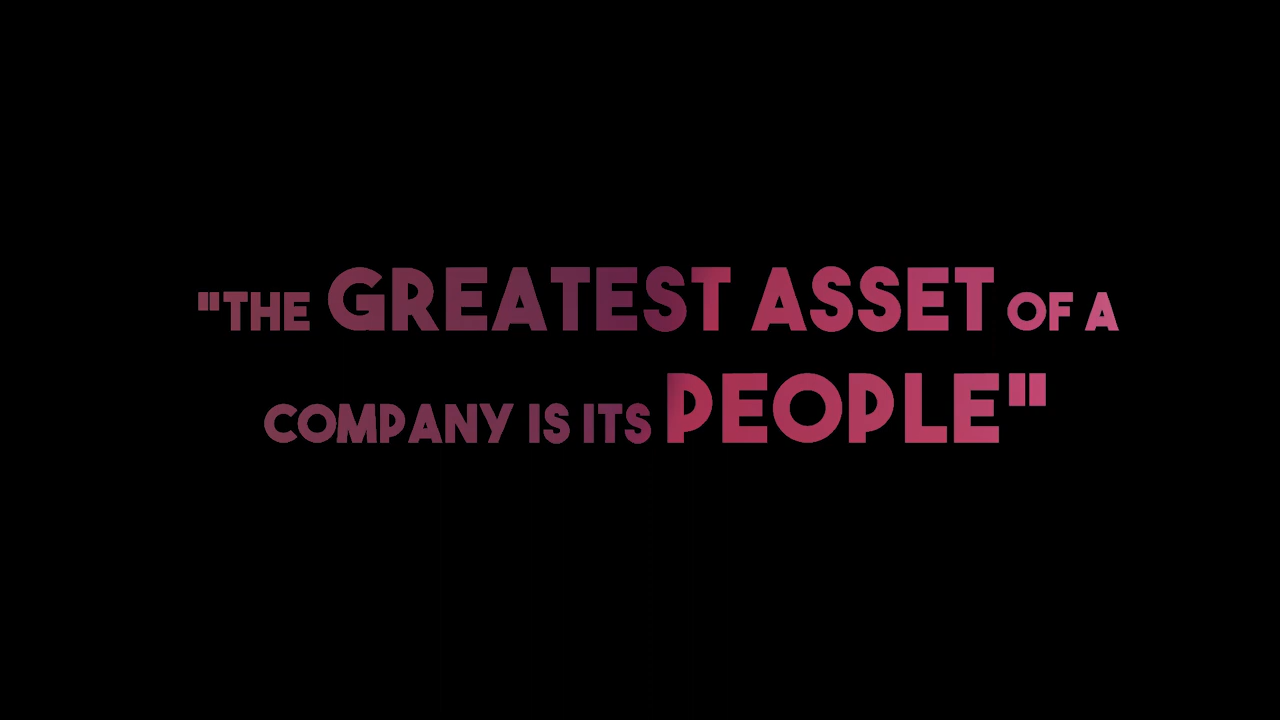 "THE GREATEST ASSET OF A
COMPANY IS ITS PEOPLE"